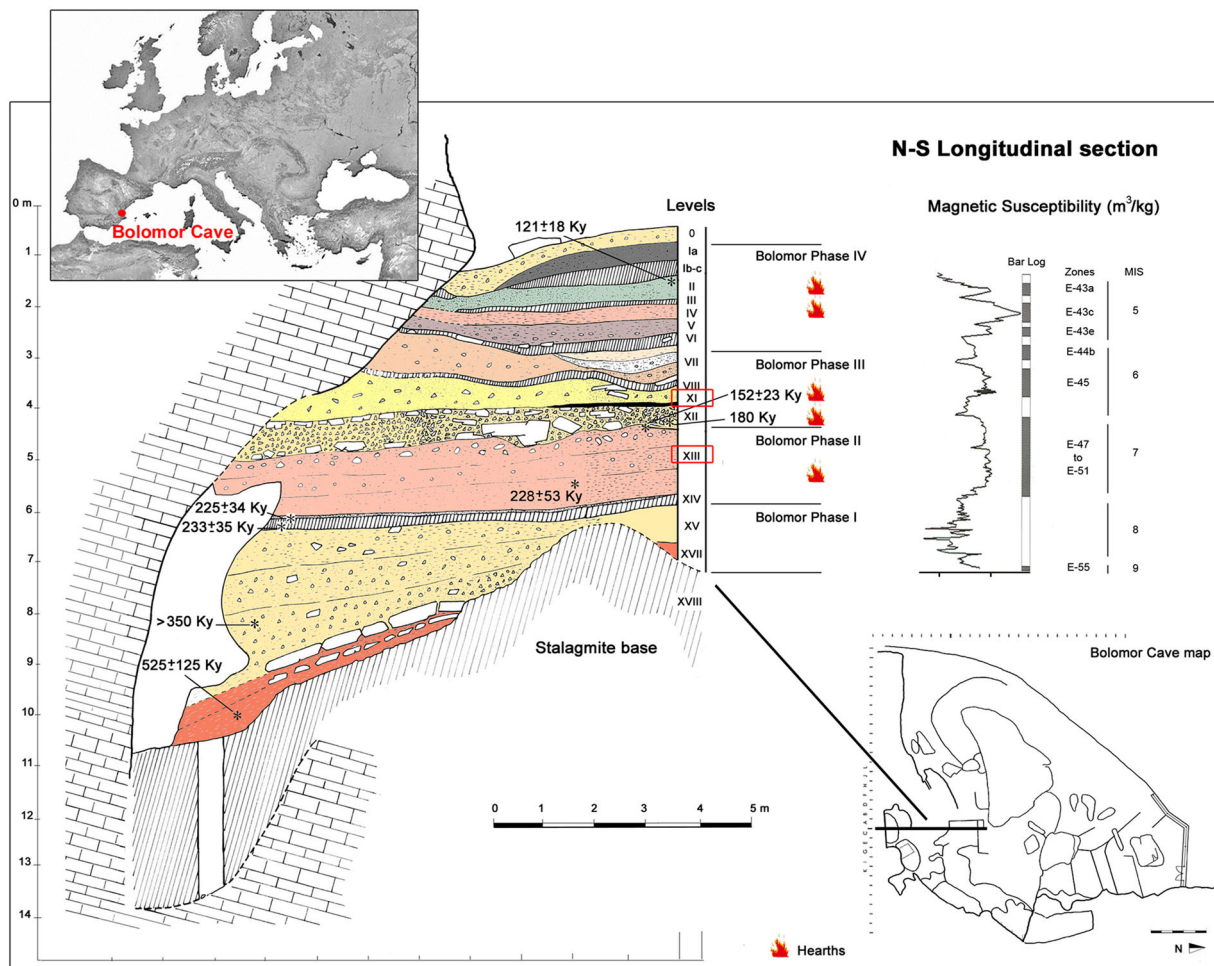 Bolomor Cave
N-S Longitudinal section
Magnetic Susceptibility (m³/kg)
Levels
Bar Log
Zones
MIS
0 m
1
2
3
4
5
6
7
8
9
10
11
12
13
14
121±18 Ky
152±23 Ky
180 Ky
228±53 Ky
225±34 Ky
233±35 Ky
>350 Ky
525±125 Ky
0
Ia
Ib-c
II
III
IV
V
VI
VII
VIII
XI
XII
XIII
XIV
XV
XVII
XVIII
Bolomor Phase IV
Bolomor Phase III
Bolomor Phase II
Bolomor Phase I
E-43a
E-43c
E-43e
E-44b
E-45
E-47
to
E-51
E-55
5
6
7
8
9
Stalagmite base
0 1 2 3 4 5 m
Hearths
Bolomor Cave map
N